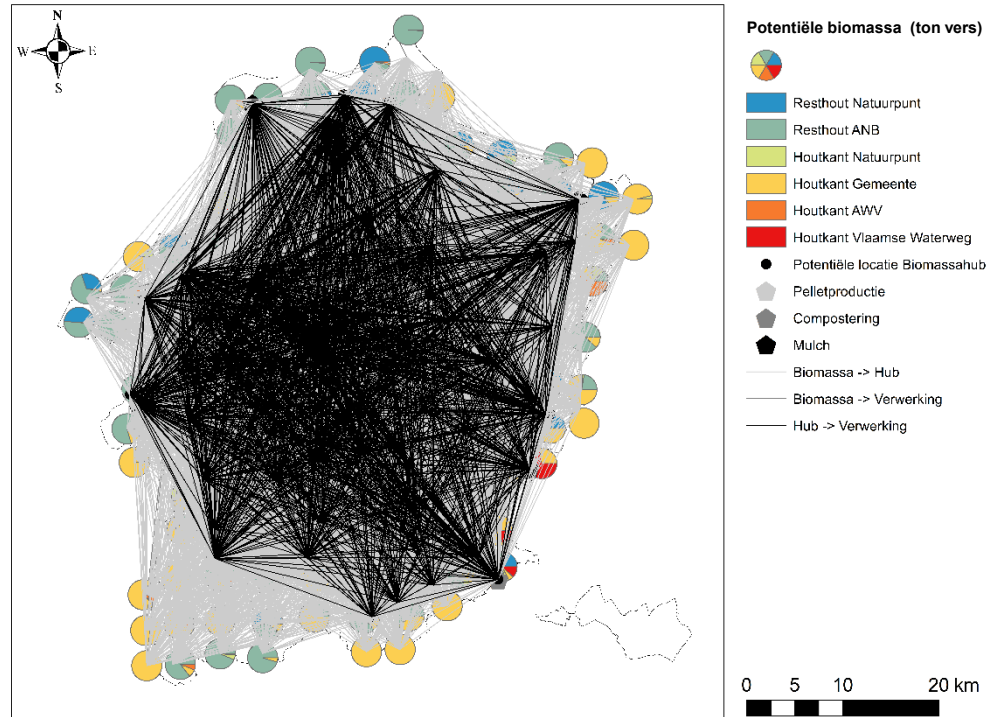 N
W E
S
Potentiële biomassa (ton vers)
Resthout Natuurpunt
Resthout ANB
Houtkant Natuurpunt
Houtkant Gemeente
Houtkant AWV
Houtkant Vlaamse Waterweg
Potentiële locatie Biomassahub
Pelletproductie
Compostering
Mulch
Biomassa -> Hub
Biomassa -> Verwerking
Hub -> Verwerking
0 5 10 20 km